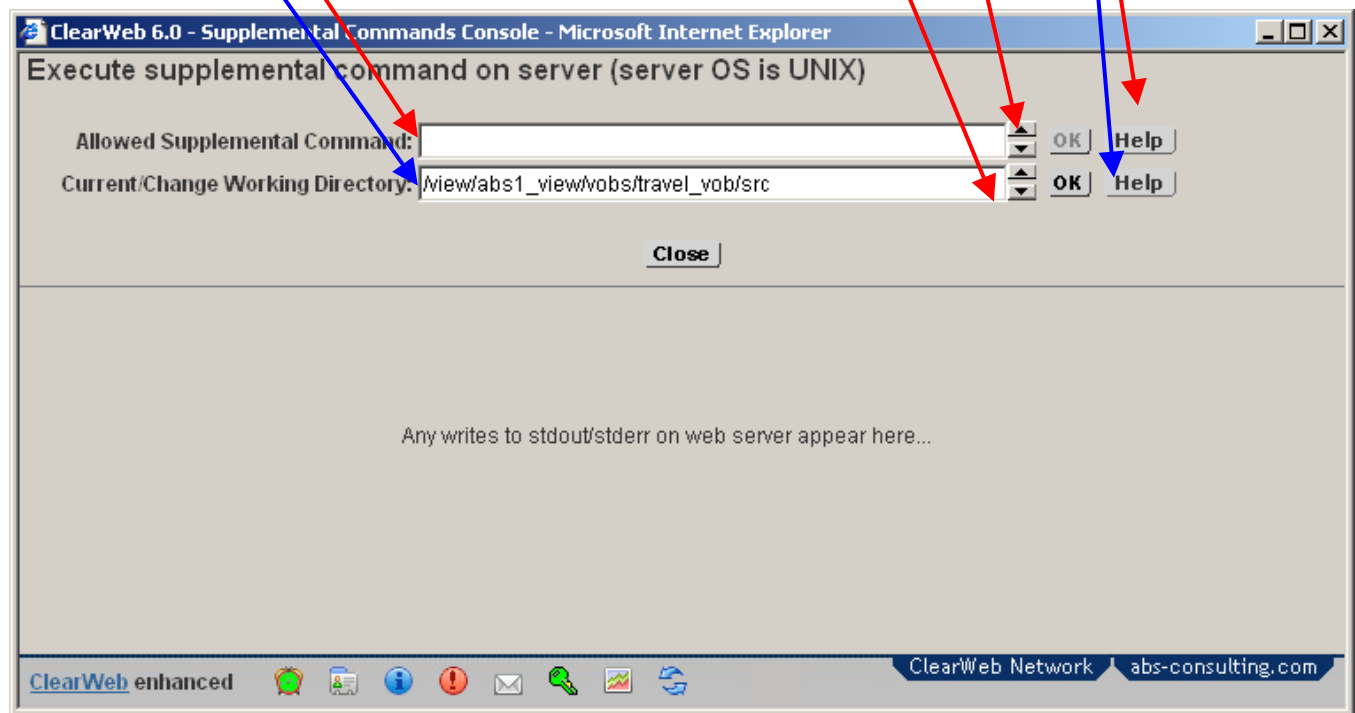 ClearWeb 6.0 - Supplemental Commands Console - Microsoft Internet Explorer
Execute supplemental command on server (server OS is UNIX)
Allowed Supplemental Command: OK Help
Current/Change Working Directory: /view/abs1_view/vobs/travel_vob/src OK Help
Close
Any writes to stdout/stderr on web server appear here...
ClearWeb enhanced ClearWeb Network abs-consulting.com